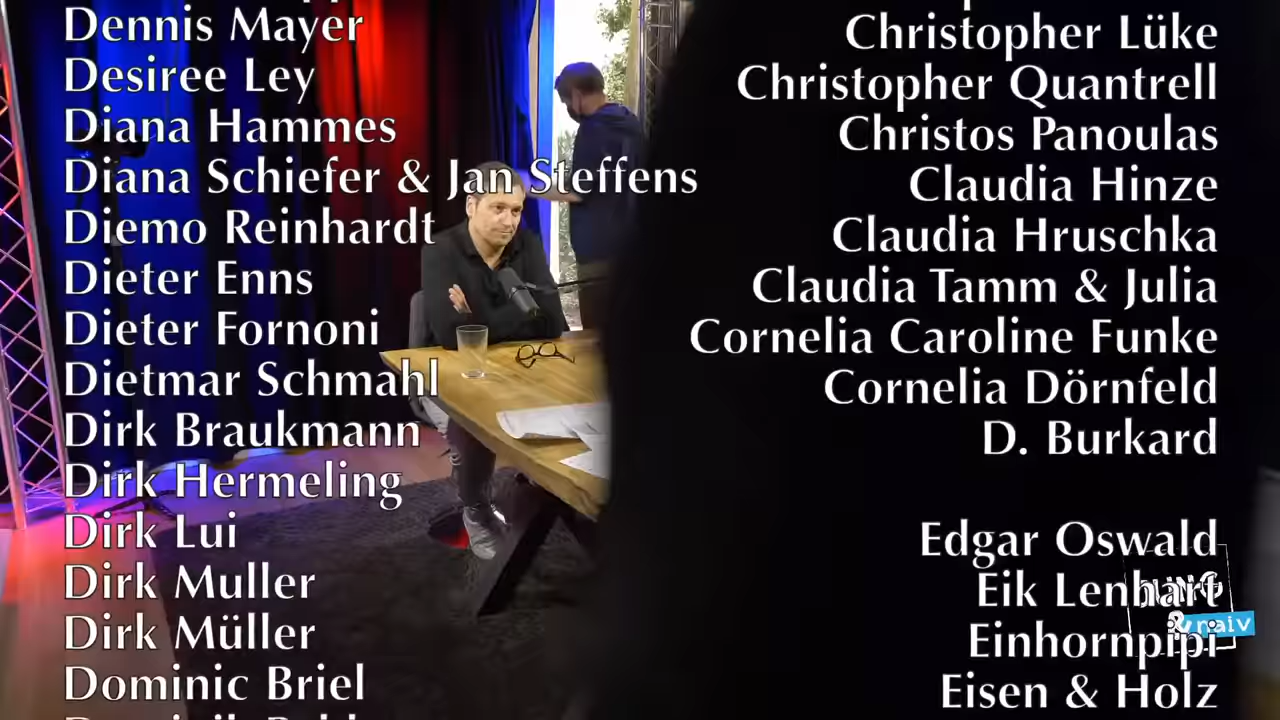 Dennis Mayer
Desiree Ley
Diana Hammes
Diana Schiefer & Jan Steffens
Diemo Reinhardt
Dieter Enns
Dieter Fornoni
Dietmar Schmahl
Dirk Braukmann
Dirk Hermeling
Dirk Lui
Dirk Muller
Dirk Müller
Dominic Briel
Christopher Lüke
Christopher Quantrell
Christos Panoulas
Claudia Hinze
Claudia Hruschka
Claudia Tamm & Julia
Cornelia Caroline Funke
Cornelia Dörnfeld
D. Burkard
Edgar Oswald
Eik Lenhart
Einhornpipi
Eisen & Holz
JUNG
& naiv